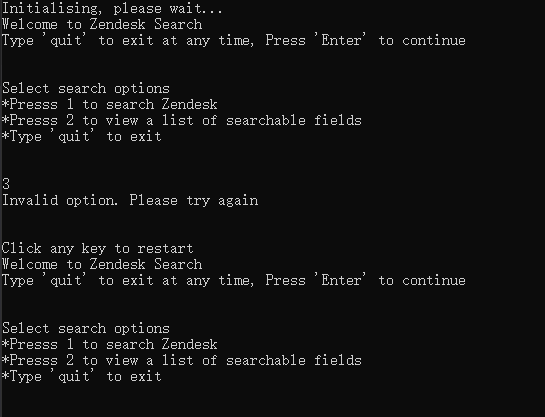 Initialising, please wait...
Welcome to Zendesk Search
Type 'quit' to exit at any time, Press 'Enter' to continue
Select search options
*Presss 1 to search Zendesk
*Presss 2 to view a list of searchable fields
*Type 'quit' to exit
3
Invalid option. Please try again
Click any key to restart
Welcome to Zendesk Search
Type 'quit' to exit at any time, Press 'Enter' to continue
Select search options
*Presss 1 to search Zendesk
*Presss 2 to view a list of searchable fields
*Type 'quit' to exit